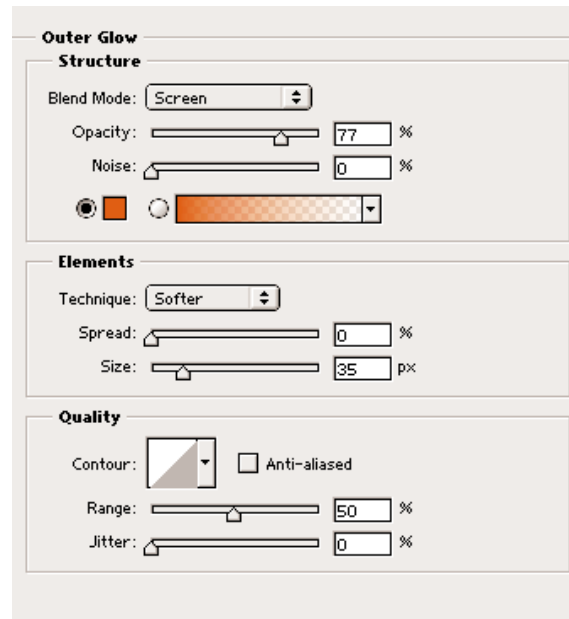 Outer Glow
Structure
Blend Mode: Screen
Opacity: 77 %
Noise: 0 %
Elements
Technique: Softer
Spread: 0 %
Size: 35 px
Quality
Contour: Anti-aliased
Range: 50 %
Jitter: 0 %